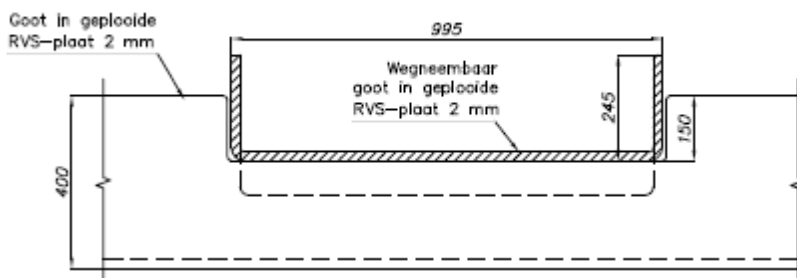 Goot in geplooide
RVS-plaat 2 mm
995
Wegneembaar
goot in geplooide
RVS-plaat 2 mm
245
150
400